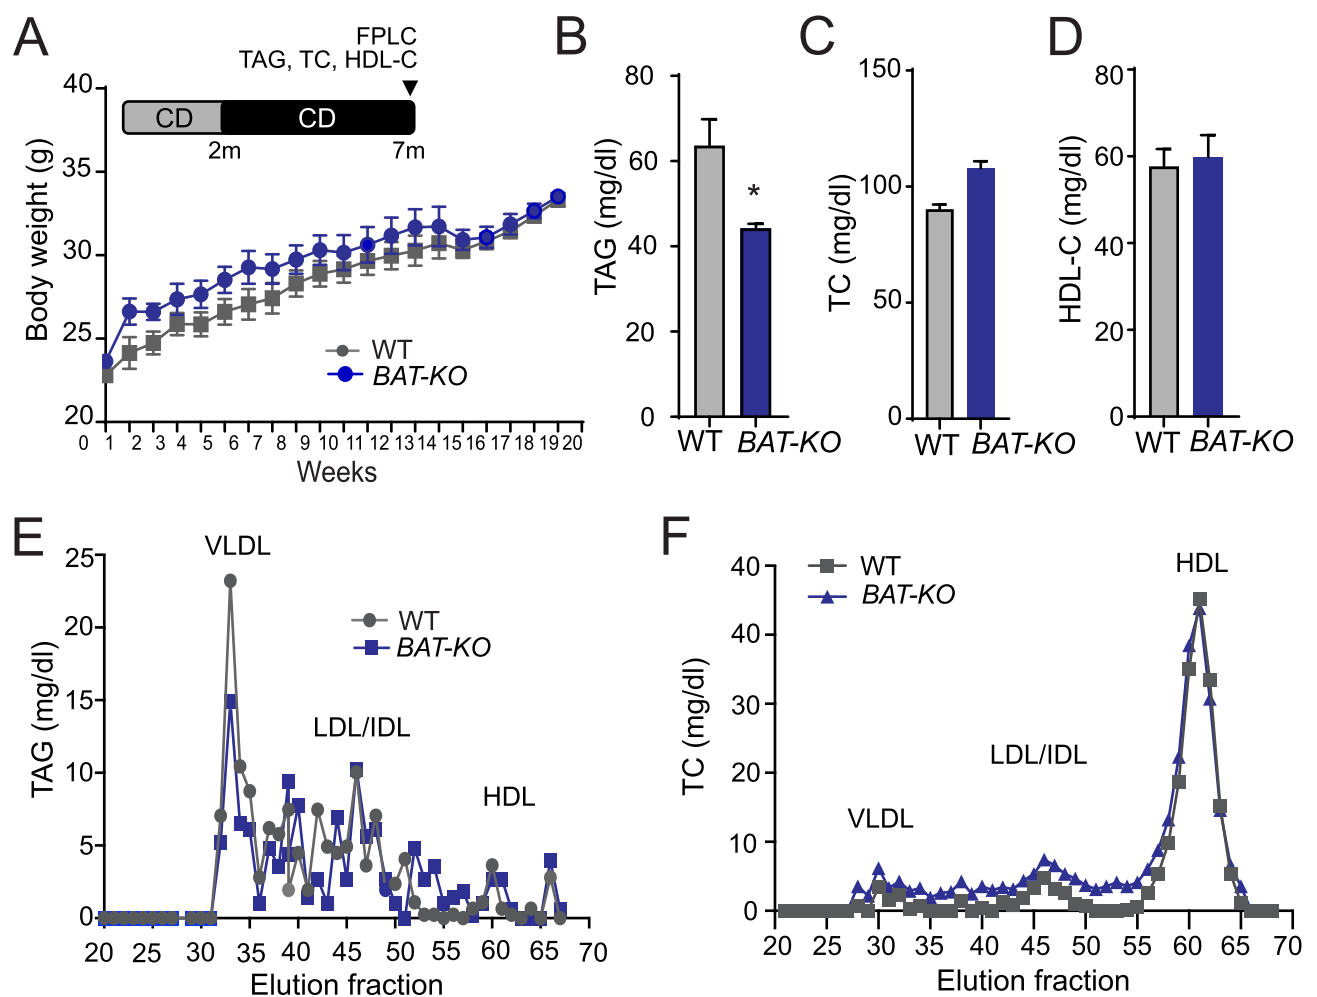 A
FPLC
TAG, TC, HDL-C
CD
CD
2m
7m
40
35
30
25
20
Body weight (g)
WT
BAT-KO
0 1 2 3 4 5 6 7 8 9 10 11 12 13 14 15 16 17 18 19 20
Weeks
B
80
60
40
20
0
TAG (mg/dl)
*
WT BAT-KO
C
150
100
50
0
TC (mg/dl)
WT BAT-KO
D
80
60
40
20
0
HDL-C (mg/dl)
WT BAT-KO
E
25
20
15
10
5
0
TAG (mg/dl)
VLDL
WT
BAT-KO
LDL/IDL
HDL
20 25 30 35 40 45 50 55 60 65 70
Elution fraction
F
40
40
30
20
10
0
TC (mg/dl)
WT
BAT-KO
HDL
LDL/IDL
VLDL
20 25 30 35 40 45 50 55 60 65 70
Elution fraction